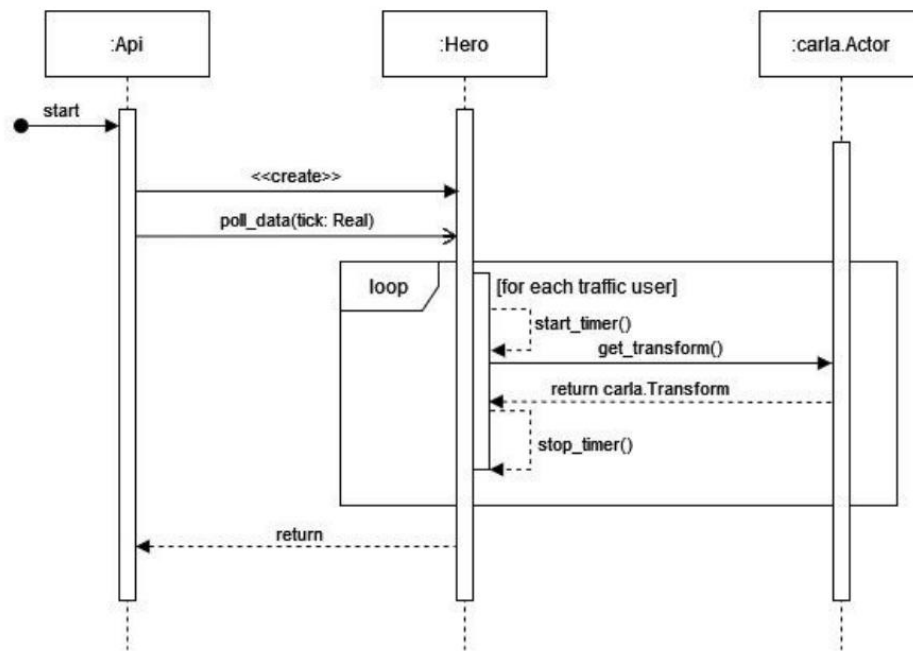 :Api
:Hero
:carla.Actor
start
<<create>>
poll_data(tick: Real)
loop
[for each traffic user]
start_timer()
get_transform()
return carla.Transform
stop_timer()
return